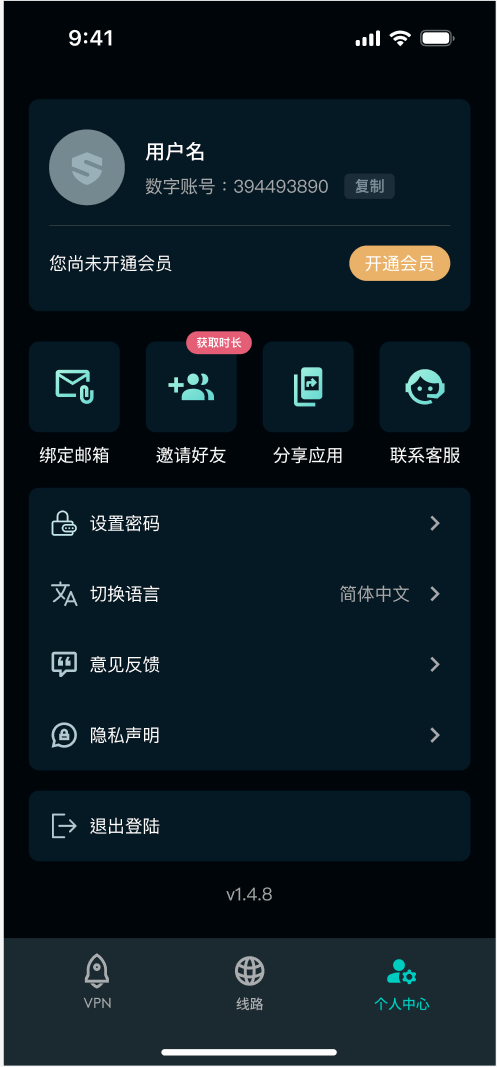 9:41
用户名
数字账号：394493890 复制
您尚未开通会员 开通会员
获取时长
绑定邮箱 邀请好友 分享应用 联系客服
设置密码
切换语言 简体中文
意见反馈
隐私声明
退出登陆
v1.4.8
VPN 线路 个人中心